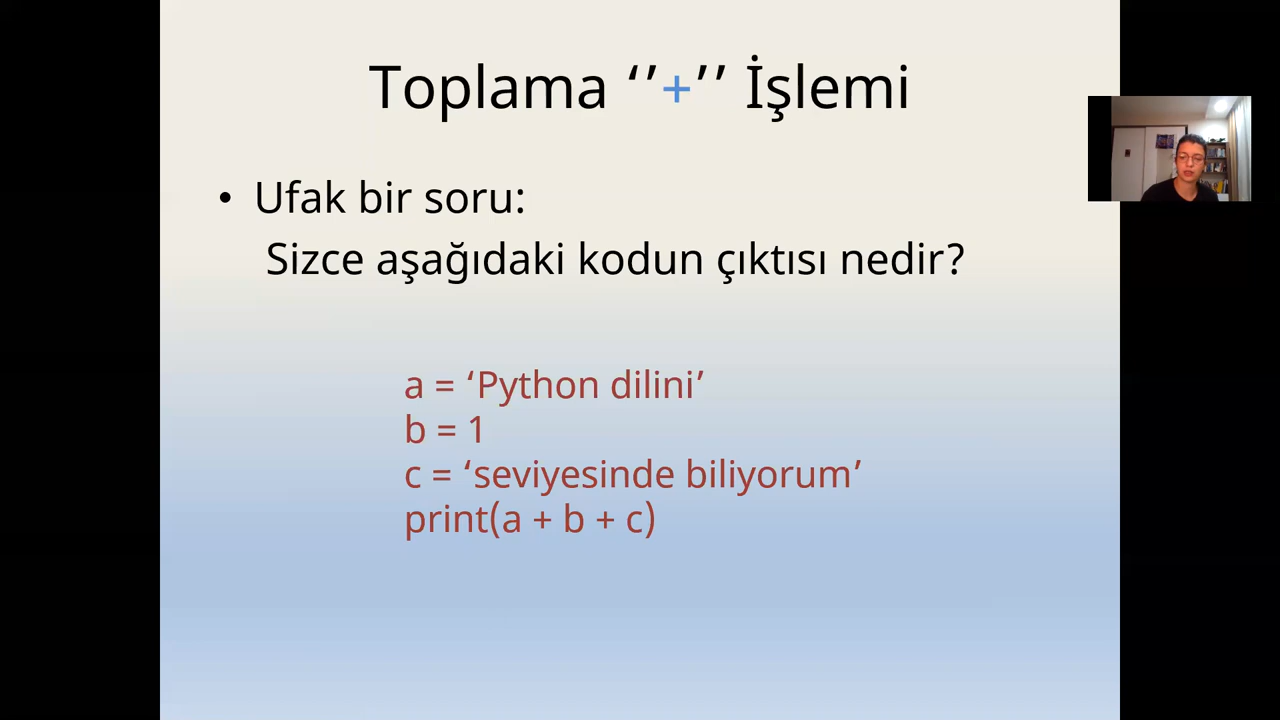 Toplama ‘’+’’ İşlemi
• Ufak bir soru:
Sizce aşağıdaki kodun çıktısı nedir?
a = ‘Python dilini’
b = 1
c = ‘seviyesinde biliyorum’
print(a + b + c)